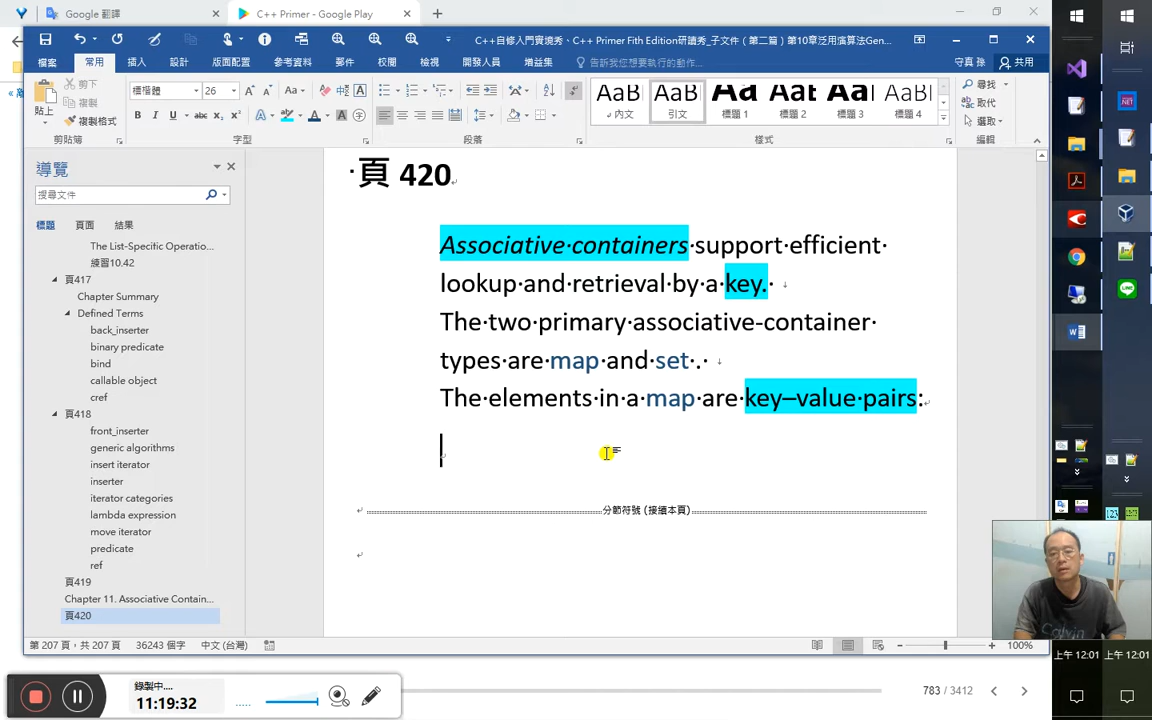 Google 翻譯
C++ Primer - Google Play
C++自修入門實境秀、C++ Primer Fith Edition研讀秀_子文件（第二篇）第10章泛用演算法Gen...
檔案 常用 插入 設計 版面配置 參考資料 郵件 校閱 檢視 開發人員 增益集 告訴我您想要執行的動作... 守真 孫 共用
貼上
剪下
複製
複製格式
剪貼簿
標楷體 26
字型
段落
AaB 內文
AaB 引文
AaB 標題 1
AaB 標題 2
AaB 標題 3
AaB 標題 4
樣式
尋找
取代
選取
編輯
導覽
搜尋文件
標題 頁面 結果
The List-Specific Operatio...
練習10.42
頁417
Chapter Summary
Defined Terms
back_inserter
binary predicate
bind
callable object
cref
頁418
front_inserter
generic algorithms
insert iterator
inserter
iterator categories
lambda expression
move iterator
predicate
ref
頁419
Chapter 11. Associative Contain...
頁420
頁 420
Associative containers support efficient
lookup and retrieval by a key.
The two primary associative-container
types are map and set .
The elements in a map are key–value pairs:
分節符號 (接續本頁)
第 207 頁，共 207 頁 36243 個字 中文 (台灣) 100%
錄製中....
11:19:32
783 / 3412
上午 12:01
上午 12:01